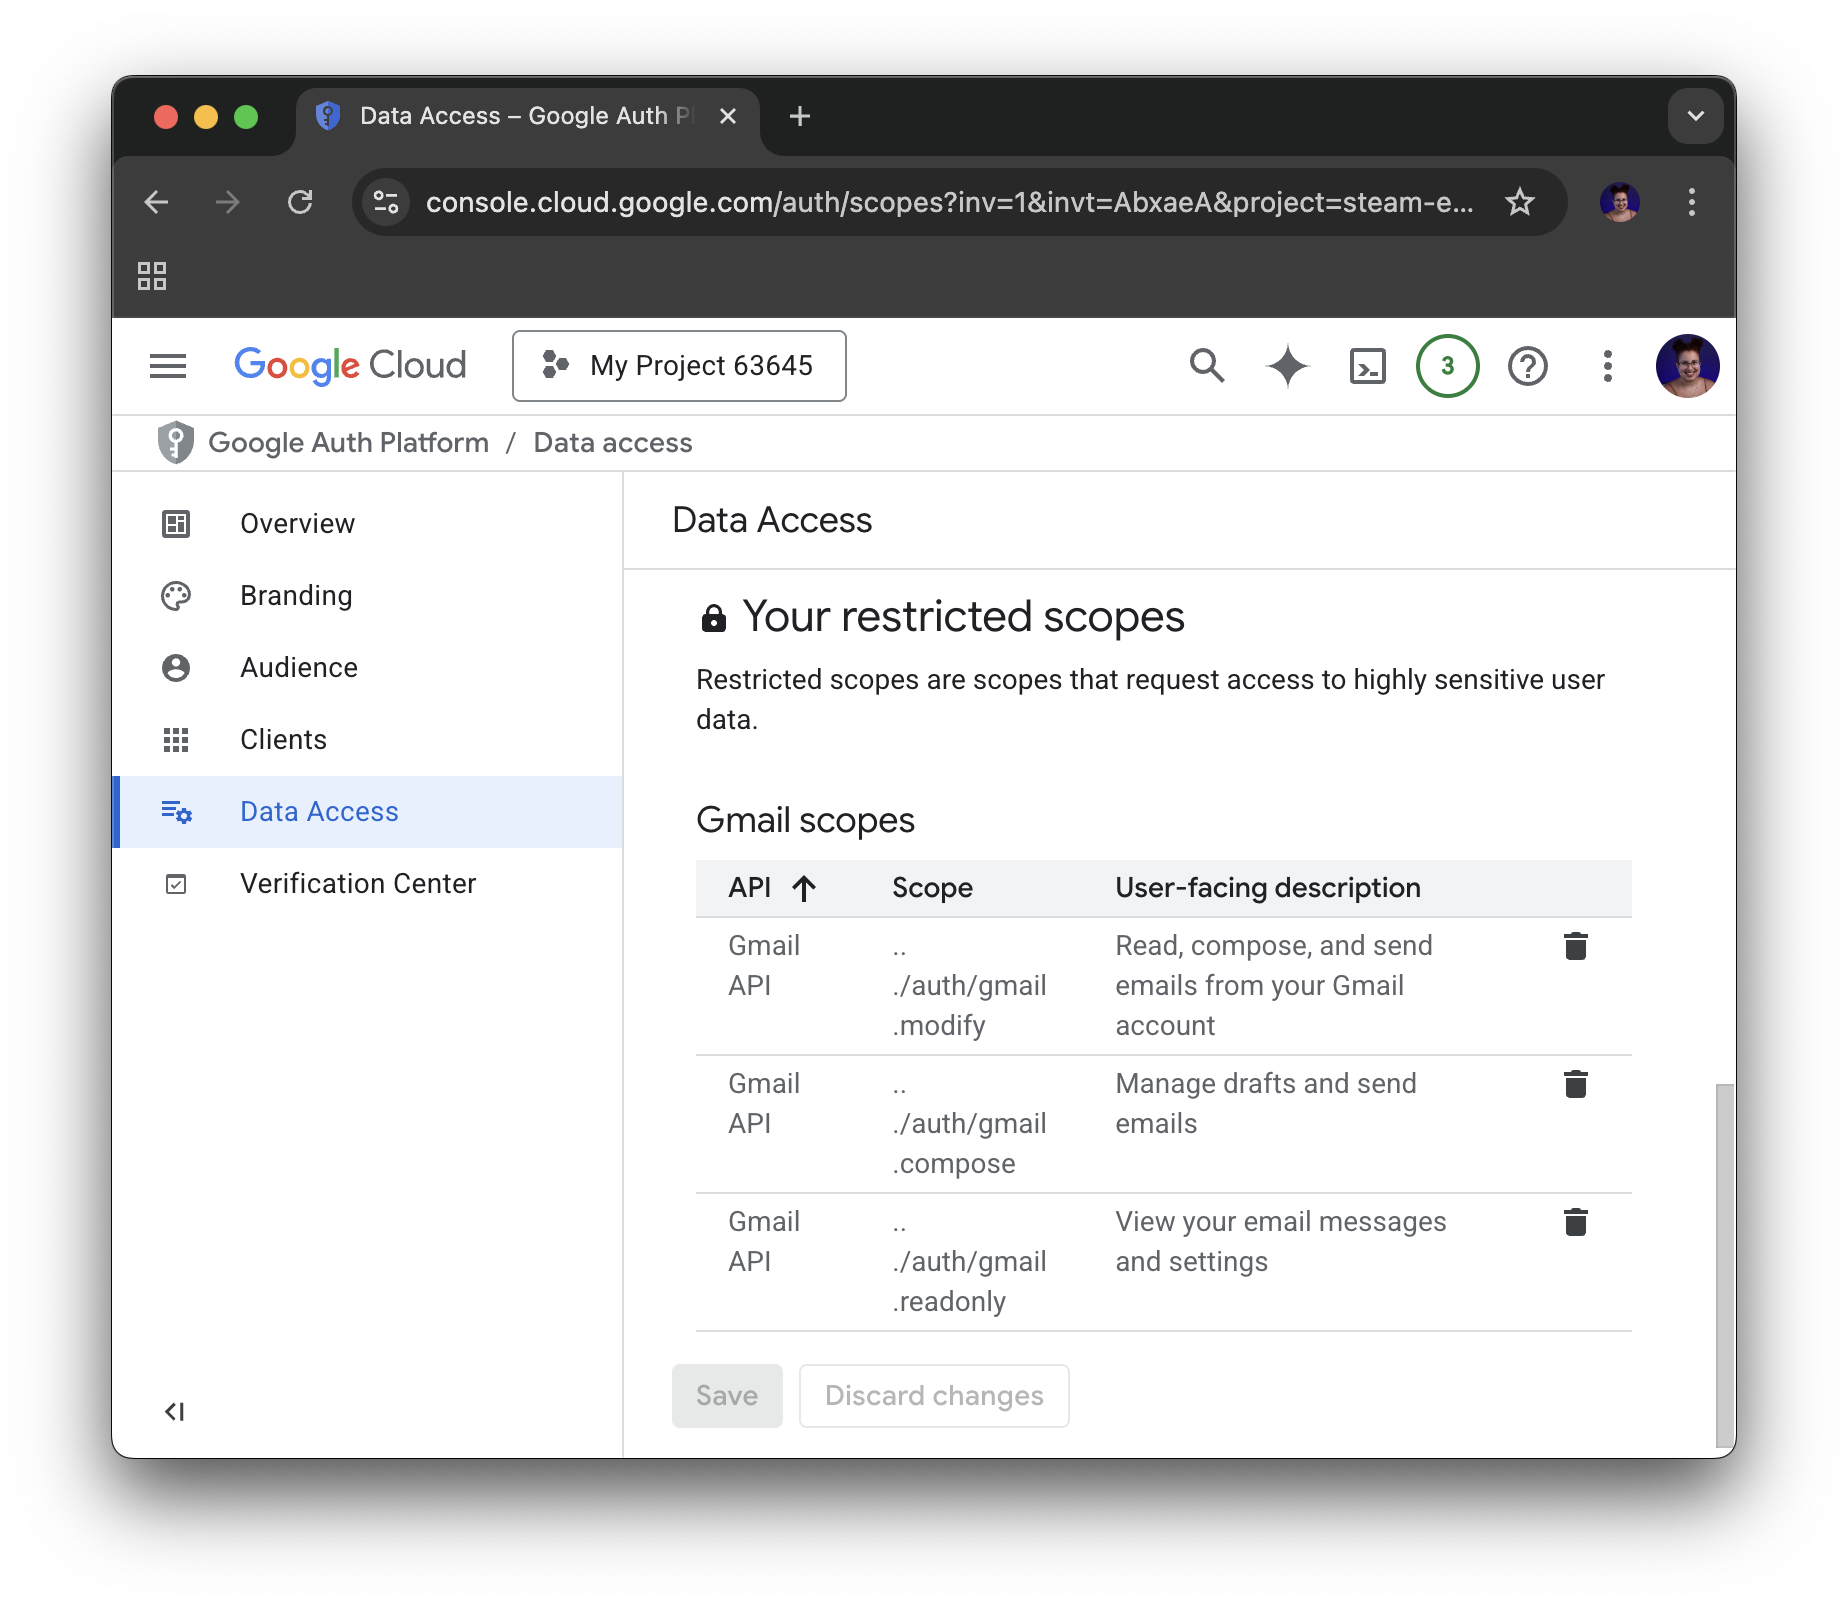 Data Access – Google Auth Pl
console.cloud.google.com/auth/scopes?inv=1&invt=AbxaeA&project=steam-e...
Google Cloud
My Project 63645
3
Google Auth Platform / Data access
Overview
Branding
Audience
Clients
Data Access
Verification Center
Data Access
Your restricted scopes
Restricted scopes are scopes that request access to highly sensitive user
data.
Gmail scopes
API Scope User-facing description
Gmail
API
..
./auth/gmail
.modify
Read, compose, and send
emails from your Gmail
account
Gmail
API
..
./auth/gmail
.compose
Manage drafts and send
emails
Gmail
API
..
./auth/gmail
.readonly
View your email messages
and settings
Save
Discard changes